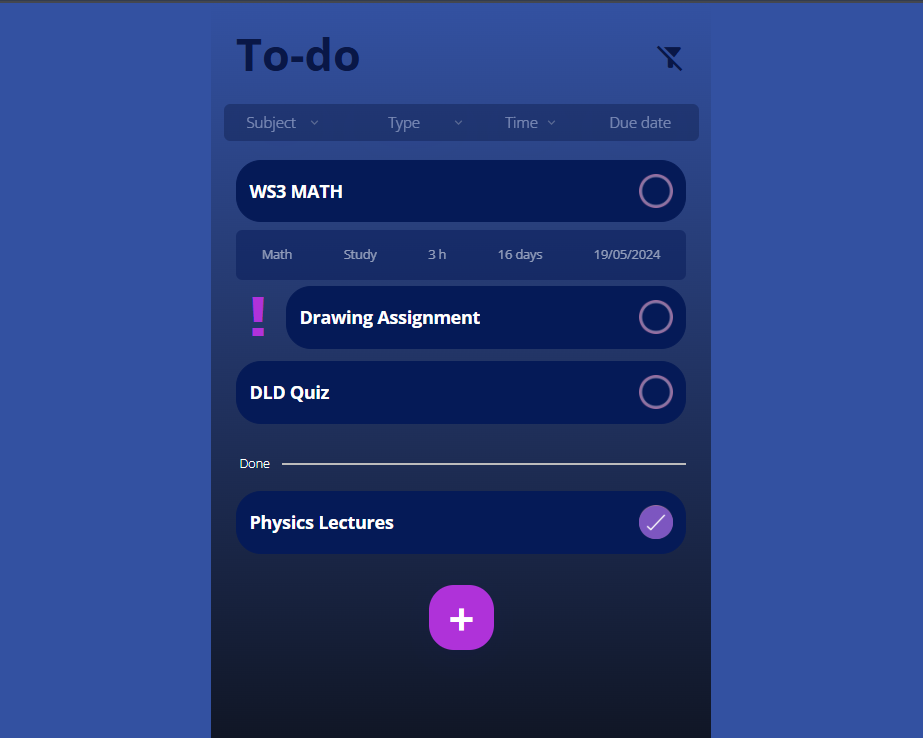 To-do
Subject Type Time Due date
WS3 MATH
Math Study 3 h 16 days 19/05/2024
! Drawing Assignment
DLD Quiz
Done
Physics Lectures
+